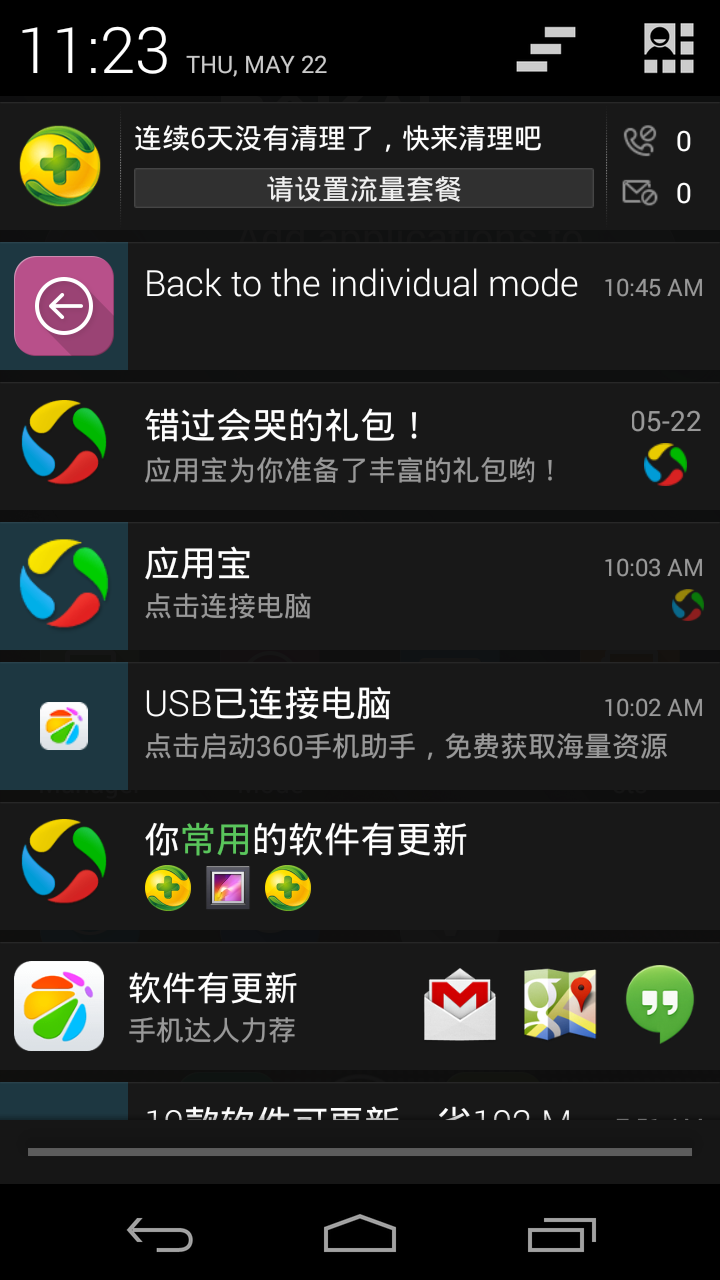 11:23 THU, MAY 22
连续6天没有清理了，快来清理吧
0
请设置流量套餐
0
Back to the individual mode 10:45 AM
错过会哭的礼包！ 05-22
应用宝为你准备了丰富的礼包哟！
应用宝 10:03 AM
点击连接电脑
USB已连接电脑 10:02 AM
点击启动360手机助手，免费获取海量资源
你常用的软件有更新
软件有更新
手机达人力荐